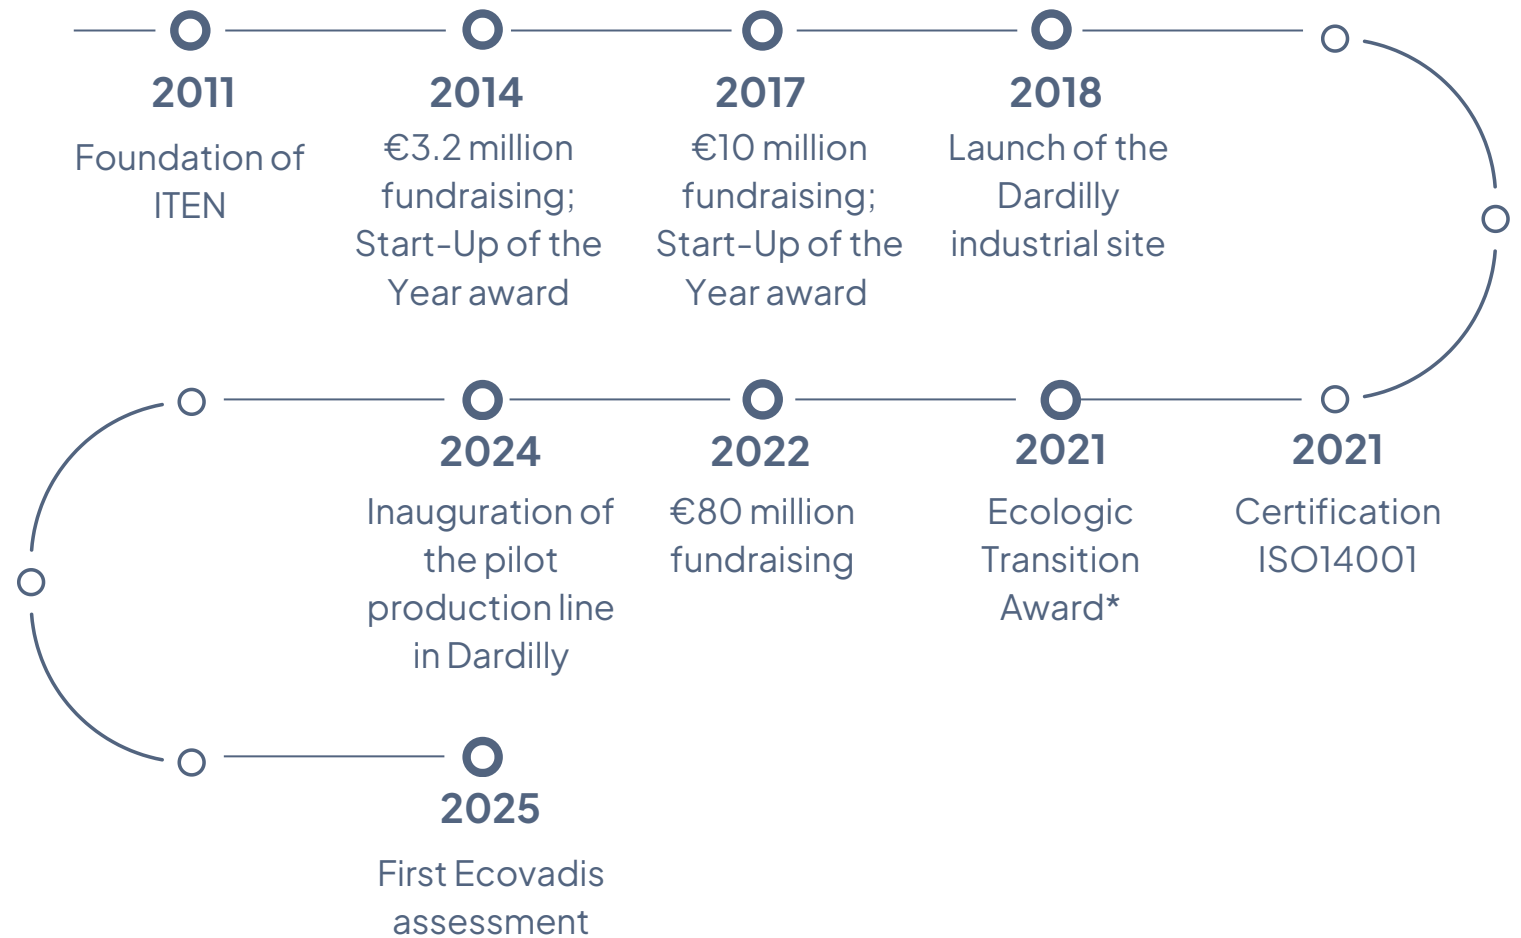 2011
Foundation of
ITEN
2014
€3.2 million
fundraising;
Start-Up of the
Year award
2017
€10 million
fundraising;
Start-Up of the
Year award
2018
Launch of the
Dardilly
industrial site
2021
Certification
ISO14001
2021
Ecologic
Transition
Award*
2022
€80 million
fundraising
2024
Inauguration of
the pilot
production line
in Dardilly
2025
First Ecovadis
assessment